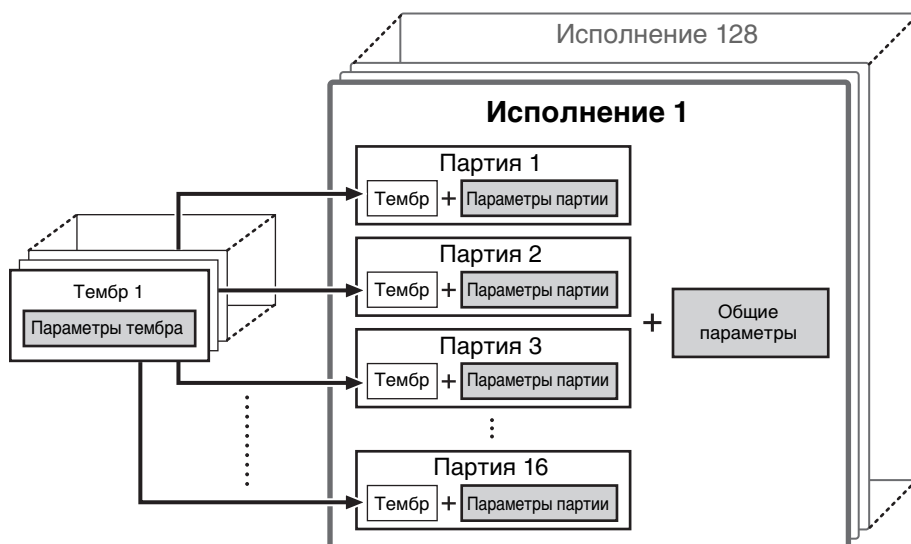 Исполнение 128
Исполнение 1
Партия 1
Тембр + Параметры партии
Партия 2
Тембр + Параметры партии
Тембр 1
Параметры тембра
+
Общие
параметры
Партия 3
Тембр + Параметры партии
Партия 16
Тембр + Параметры партии